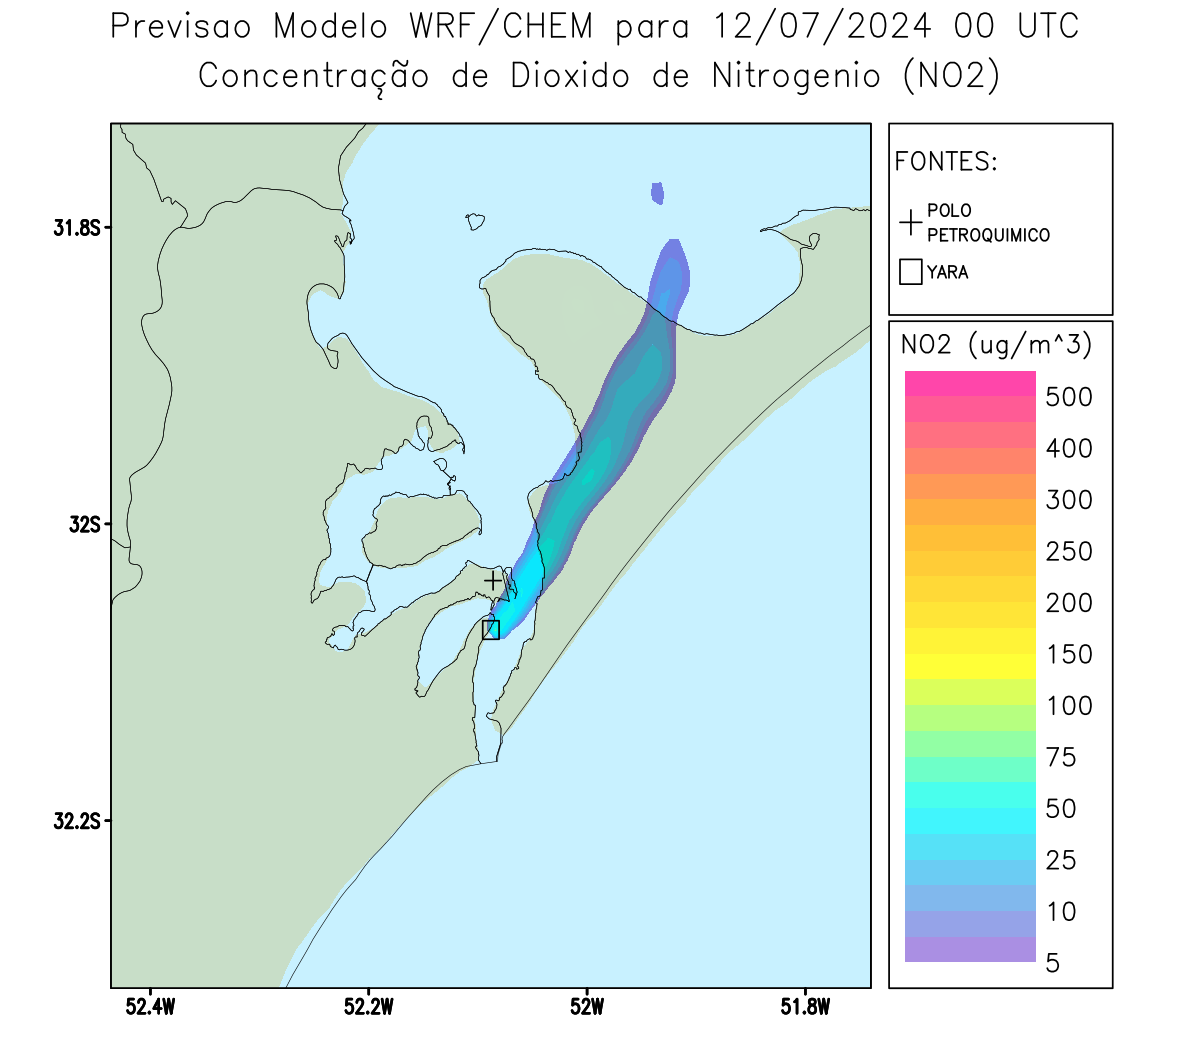 Previsao Modelo WRF/CHEM para 12/07/2024 00 UTC
Concentração de Dioxido de Nitrogenio (NO2)
FONTES:
POLO
PETROQUIMICO
YARA
31.8S
32S
32.2S
52.4W
52.2W
52W
51.8W
NO2 (ug/m^3)
500
400
300
250
200
150
100
75
50
25
10
5